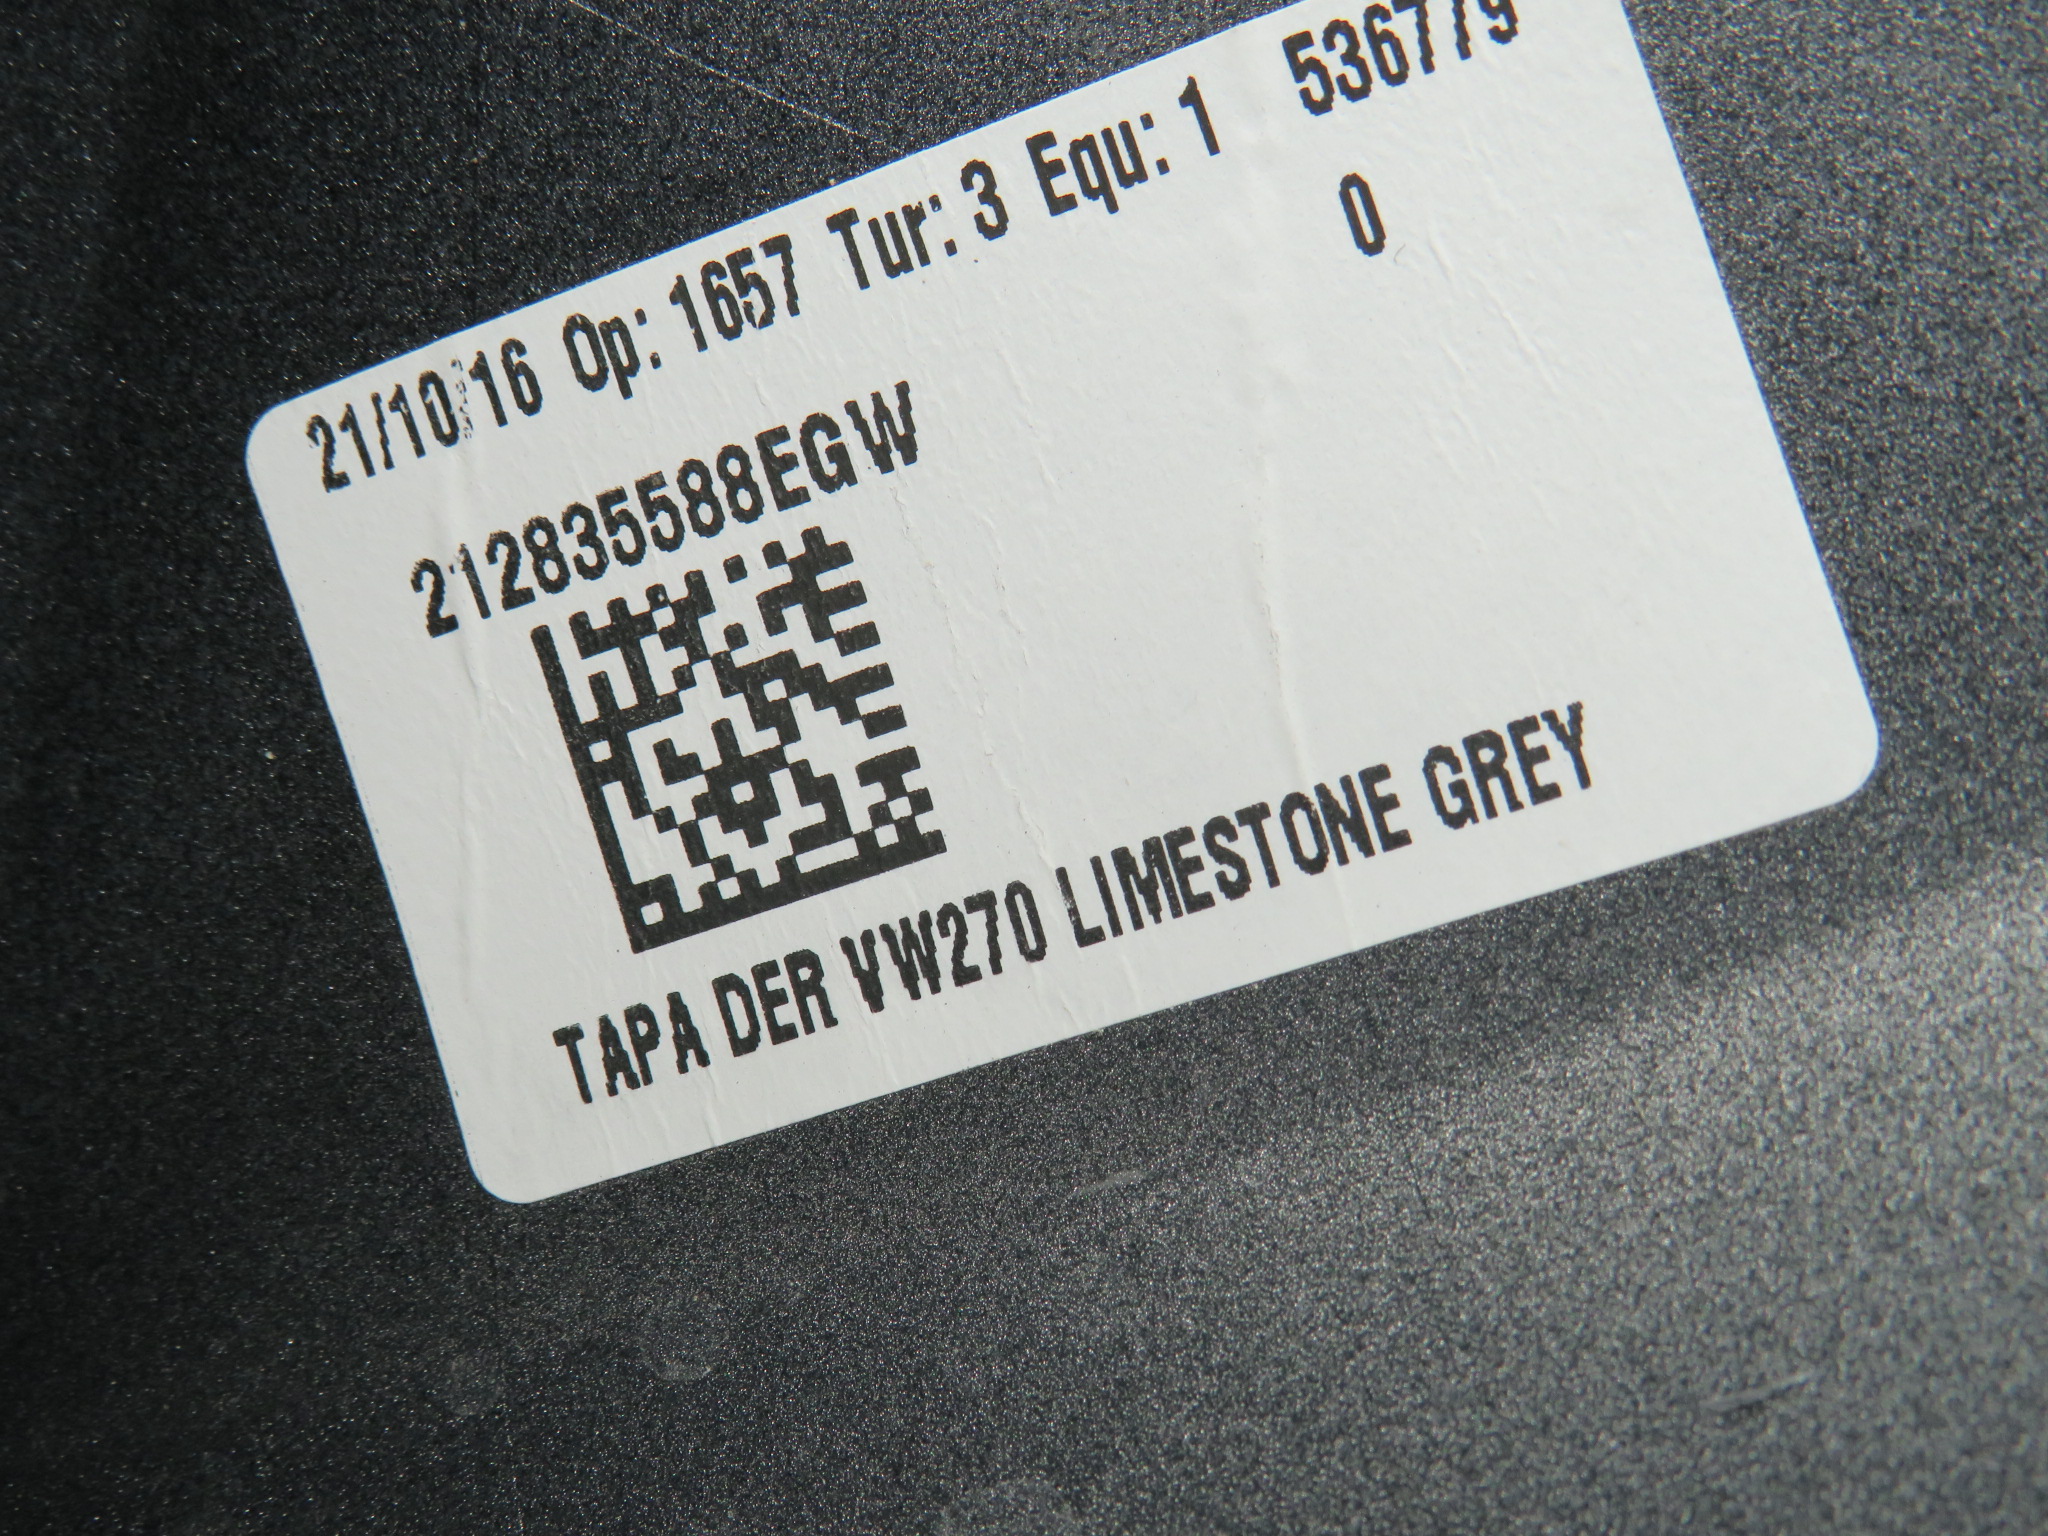 21/10/16 Op: 1657 Tur: 3 Equ: 1 536779
0
212835588EGW
TAPA DER VW270 LIMESTONE GREY